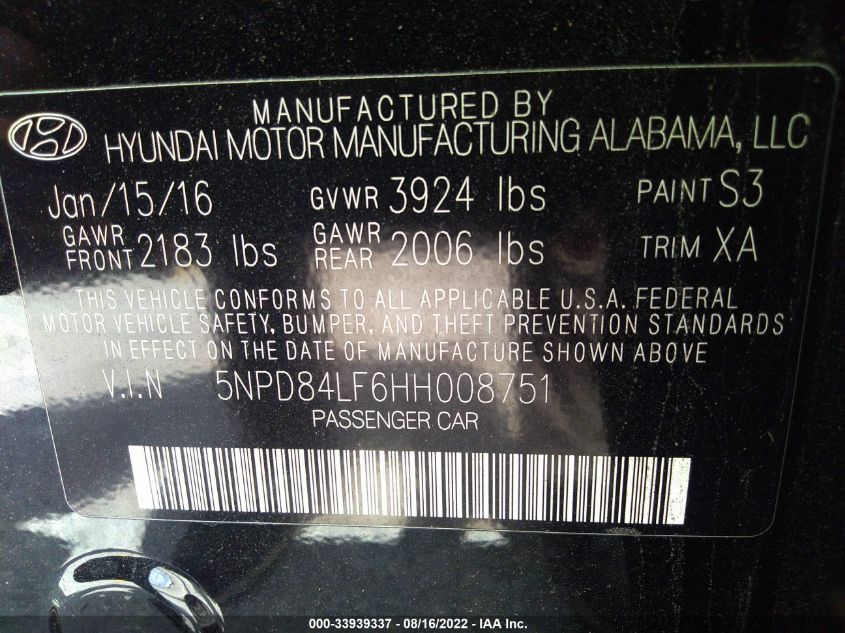 MANUFACTURED BY
HYUNDAI MOTOR MANUFACTURING ALABAMA, LLC
Jan/15/16 GVWR 3924 lbs PAINT S3
GAWR FRONT 2183 lbs GAWR REAR 2006 lbs TRIM XA
THIS VEHICLE CONFORMS TO ALL APPLICABLE U.S.A. FEDERAL
MOTOR VEHICLE SAFETY, BUMPER, AND THEFT PREVENTION STANDARDS
IN EFFECT ON THE DATE OF MANUFACTURE SHOWN ABOVE
V.I.N 5NPD84LF6HH008751
PASSENGER CAR
000-33939337 - 08/16/2022 - IAA Inc.